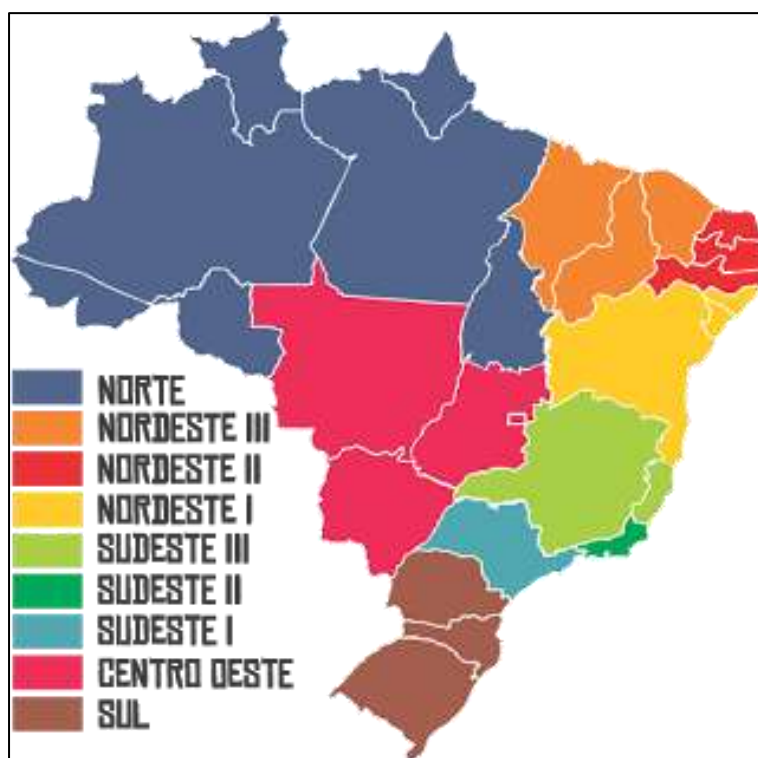 NORTE
NORDESTE III
NORDESTE II
NORDESTE I
SUDESTE III
SUDESTE II
SUDESTE I
CENTRO OESTE
SUL